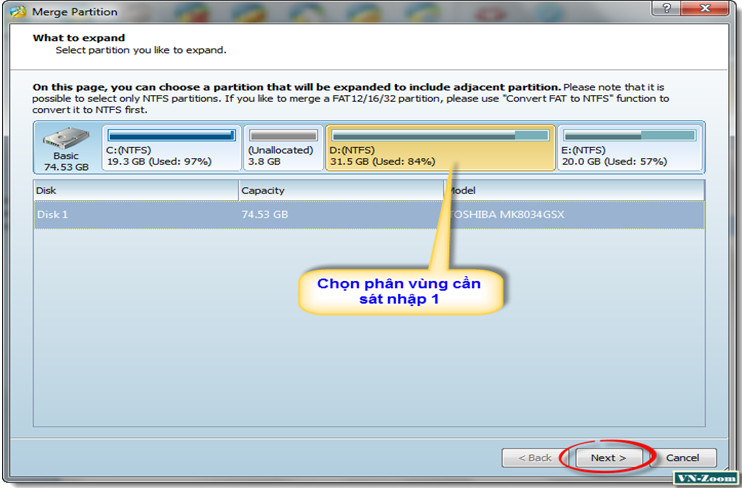 Merge Partition
What to expand
Select partition you like to expand.
On this page, you can choose a partition that will be expanded to include adjacent partition. Please note that it is
possible to select only NTFS partitions. If you like to merge a FAT12/16/32 partition, please use "Convert FAT to NTFS" function to
convert it to NTFS first.
Basic
74.53 GB
C:(NTFS)
19.3 GB (Used: 97%)
(Unallocated)
3.8 GB
D:(NTFS)
31.5 GB (Used: 84%)
E:(NTFS)
20.0 GB (Used: 57%)
Disk Capacity Model
Disk 1 74.53 GB TOSHIBA MK8034GSX
Chọn phân vùng cần
sát nhập 1
< Back Next > Cancel
VN-Zoom